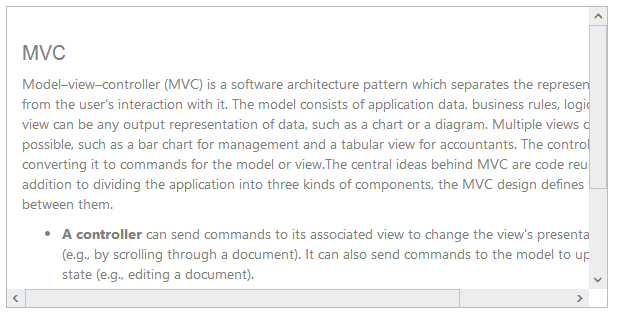 MVC
Model–view–controller (MVC) is a software architecture pattern which separates the
from the user's interaction with it. The model consists of application data, business rules,
view can be any output representation of data, such as a chart or a diagram. Multiple views
possible, such as a bar chart for management and a tabular view for accountants. The
converting it to commands for the model or view.The central ideas behind MVC are code
addition to dividing the application into three kinds of components, the MVC design defines
between them.
• A controller can send commands to its associated view to change the view's
(e.g., by scrolling through a document). It can also send commands to the model to
state (e.g., editing a document).